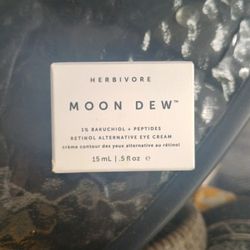 HERBIVORE
MOON DEW™
1% BAKUCHIOL + PEPTIDES
RETINOL ALTERNATIVE EYE CREAM
crème contour des yeux alternative au rétinol
15 mL | .5 fl oz ℮